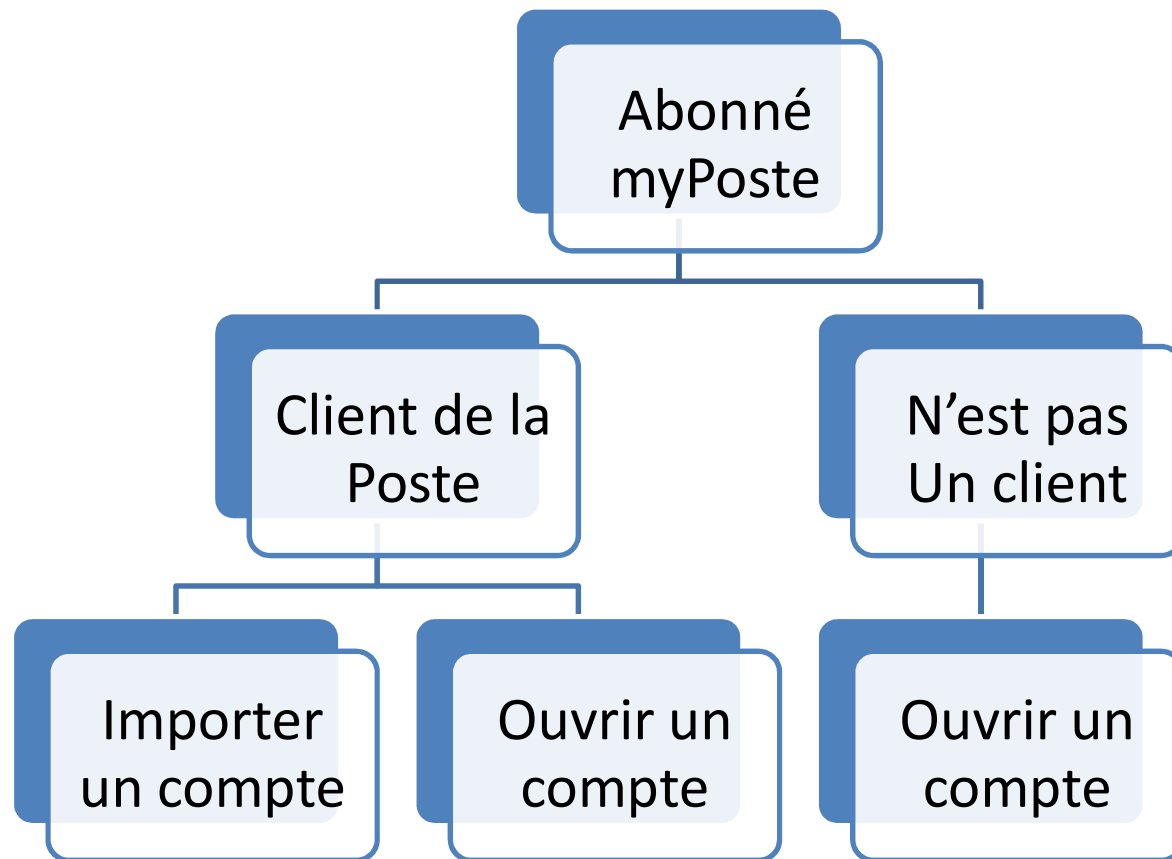 Abonné
myPoste
Client de la
Poste
N’est pas
Un client
Importer
un compte
Ouvrir un
compte
Ouvrir un
compte